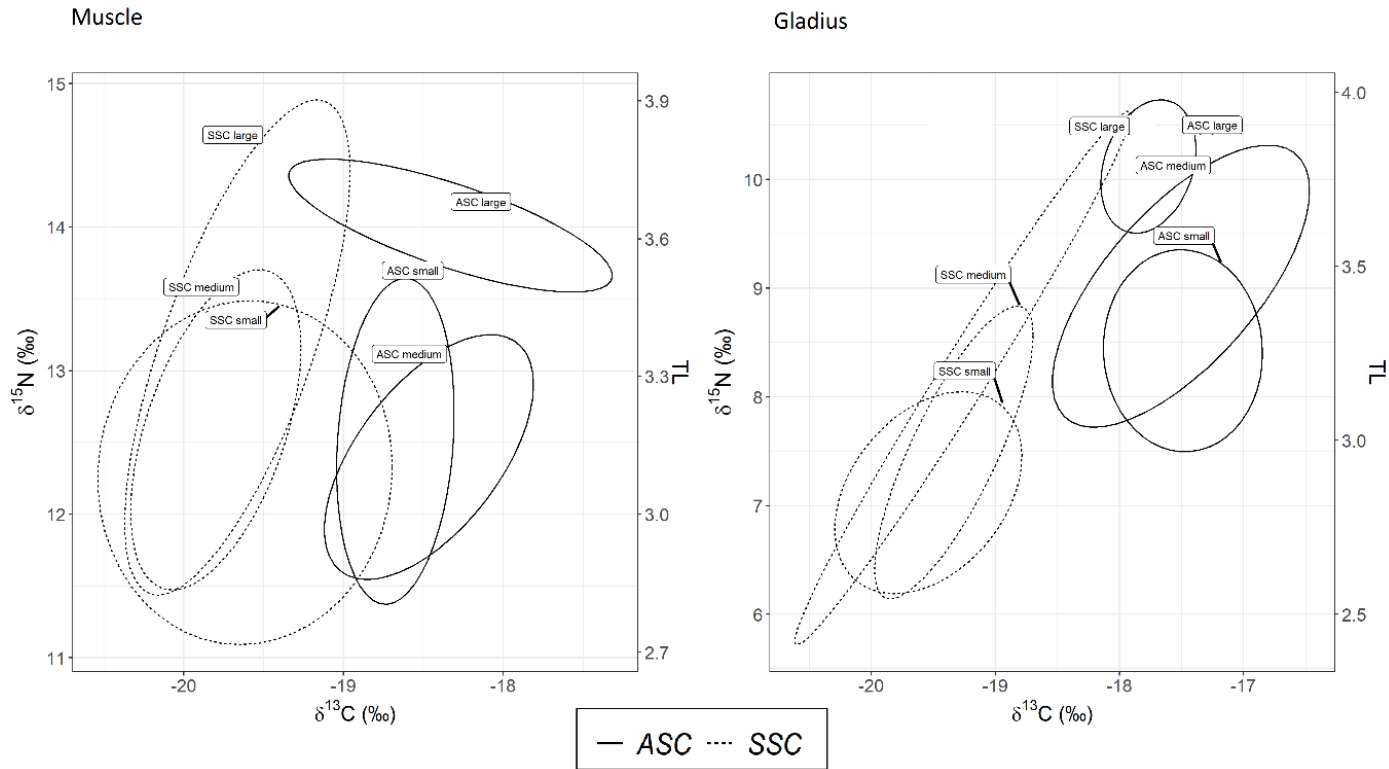 Muscle
Gladius
15
14
13
12
11
δ15N (‰)
3.9
3.6
3.3
3.0
2.7
TL
SSC large
ASC large
ASC small
SSC medium
SSC small
ASC medium
-20
-19
-18
δ13C (‰)
10
9
8
7
6
δ15N (‰)
4.0
3.5
3.0
2.5
TL
SSC large
ASC large
ASC medium
ASC small
SSC medium
SSC small
-20
-19
-18
-17
δ13C (‰)
ASC
SSC